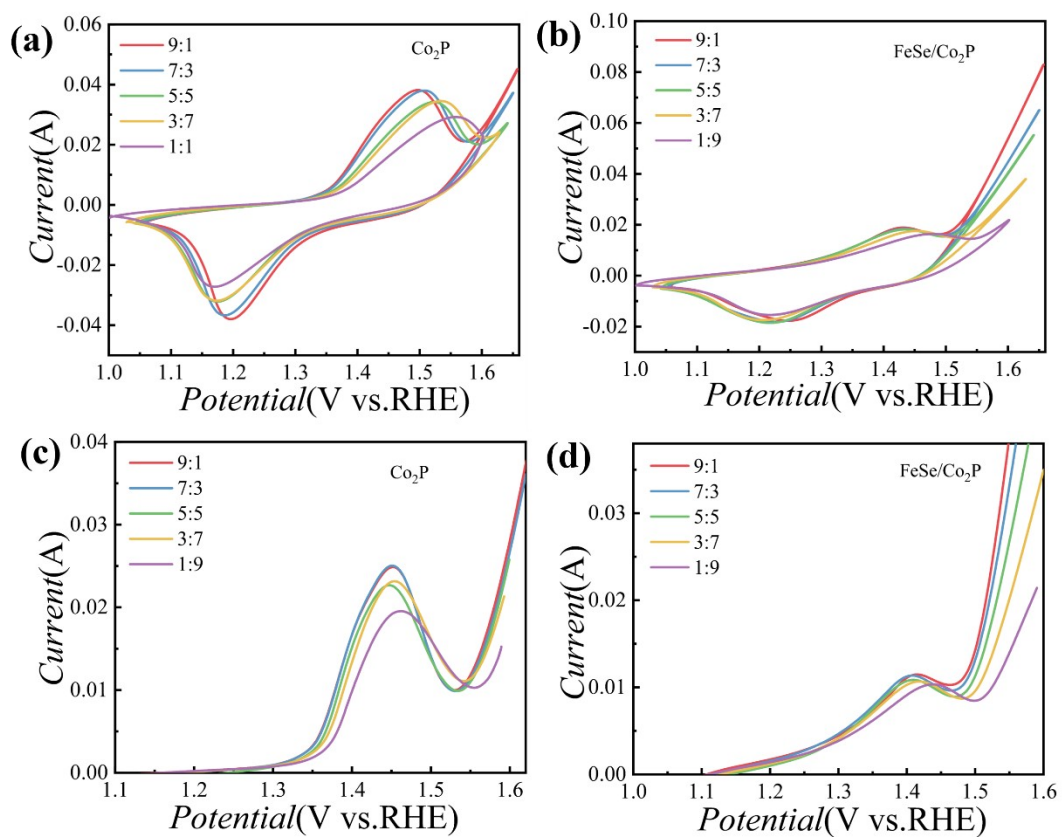 (a)
Co₂P
9:1
7:3
5:5
3:7
1:1
0.06
0.04
0.02
0.00
-0.02
-0.04
Current(A)
1.0 1.1 1.2 1.3 1.4 1.5 1.6
Potential(V vs.RHE)
(b)
FeSe/Co₂P
9:1
7:3
5:5
3:7
1:9
0.10
0.08
0.06
0.04
0.02
0.00
-0.02
Current(A)
1.0 1.1 1.2 1.3 1.4 1.5 1.6
Potential(V vs.RHE)
(c)
Co₂P
9:1
7:3
5:5
3:7
1:9
0.04
0.03
0.02
0.01
0.00
Current(A)
1.1 1.2 1.3 1.4 1.5 1.6
Potential(V vs.RHE)
(d)
FeSe/Co₂P
9:1
7:3
5:5
3:7
1:9
0.03
0.02
0.01
0.00
Current(A)
1.0 1.1 1.2 1.3 1.4 1.5 1.6
Potential(V vs.RHE)